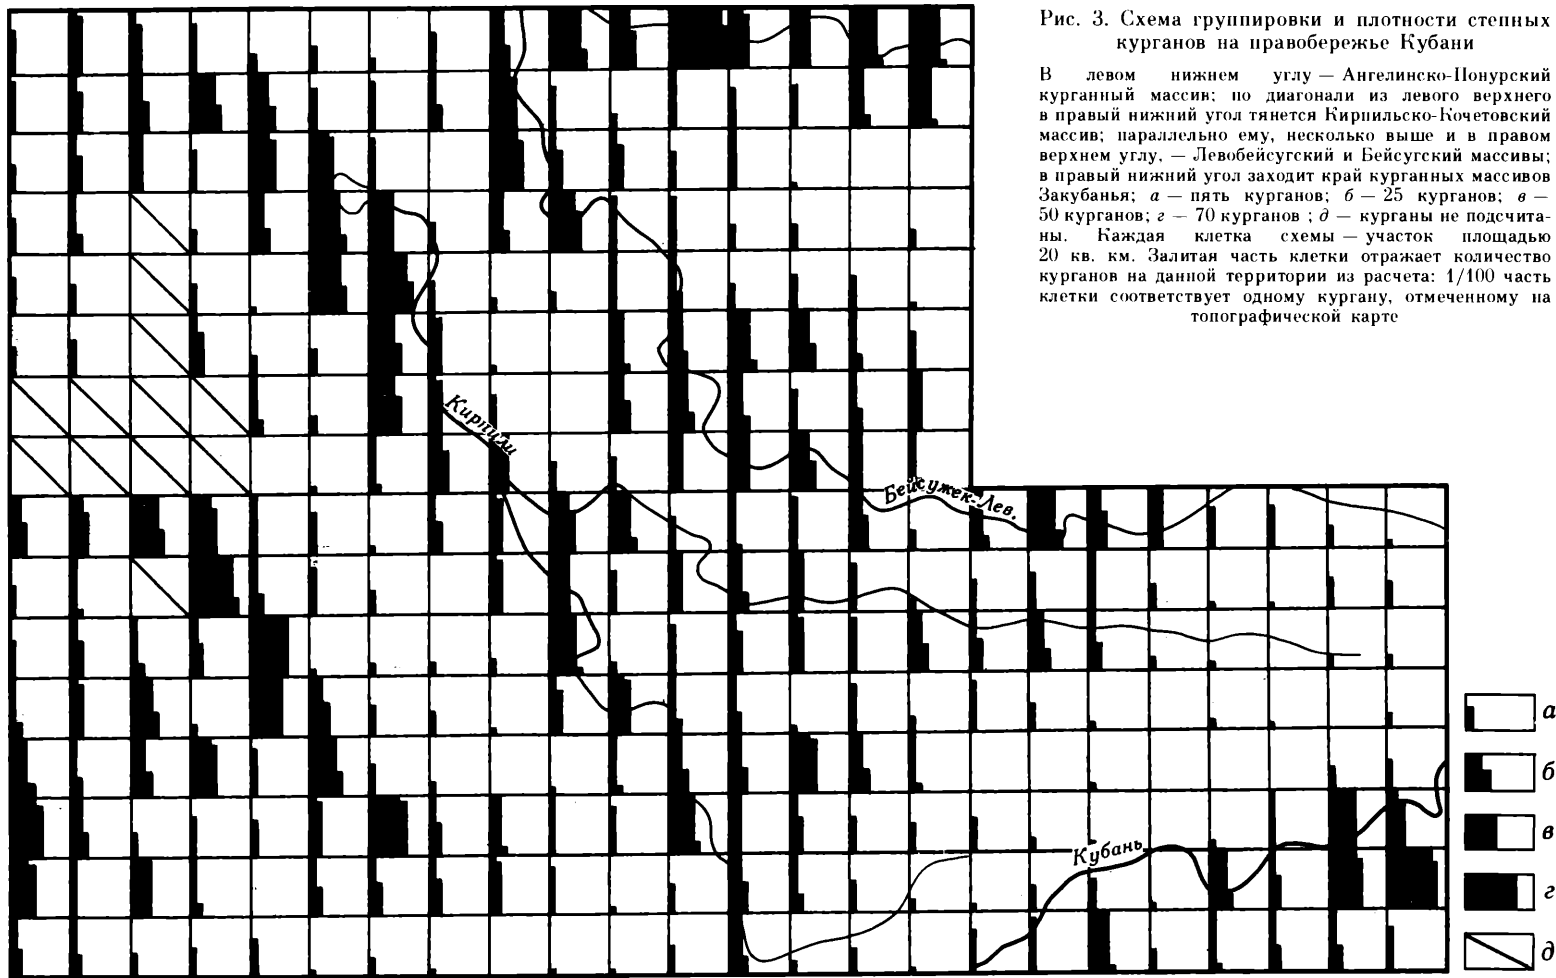 Рис. 3. Схема группировки и плотности степных
курганов на правобережье Кубани
В левом нижнем углу — Ангелинско-Понурский
курганный массив; по диагонали из левого верхнего
в правый нижний угол тянется Кирпильско-Кочетовский
массив; параллельно ему, несколько выше и в правом
верхнем углу, — Левобейсугский и Бейсугский массивы;
в правый нижний угол заходит край курганных массивов
Закубанья; а — пять курганов; б — 25 курганов; в —
50 курганов; г — 70 курганов ; д — курганы не подсчита-
ны. Каждая клетка схемы — участок площадью
20 кв. км. Залитая часть клетки отражает количество
курганов на данной территории из расчета: 1/100 часть
клетки соответствует одному кургану, отмеченному на
топографической карте
Кирпили
Бейсужек-Лев.
Кубань
а
б
в
г
д